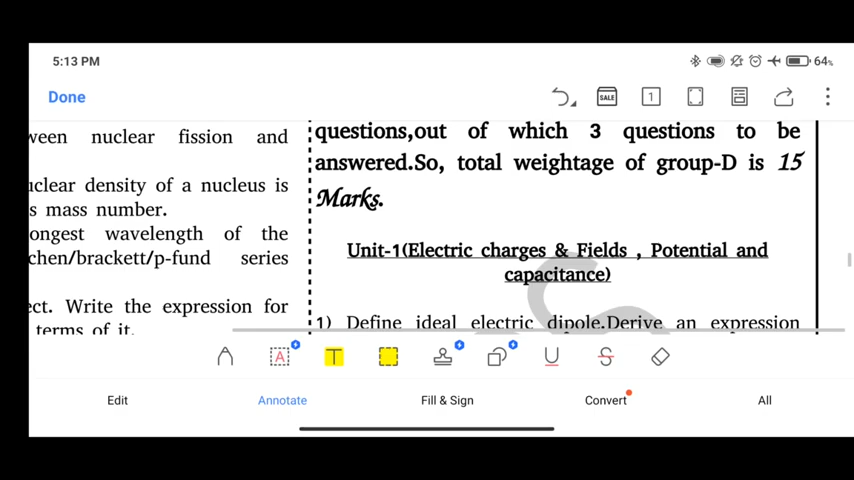 5:13 PM
64%
Done
SALE
1
ween nuclear fission and
uclear density of a nucleus is
s mass number.
ongest wavelength of the
chen/brackett/p-fund series
ect. Write the expression for
terms of it.
questions,out of which 3 questions to be
answered.So, total weightage of group-D is 15
Marks.
Unit-1(Electric charges & Fields , Potential and
capacitance)
1) Define ideal electric dipole.Derive an expression
A
T
U
S
Edit
Annotate
Fill & Sign
Convert
All